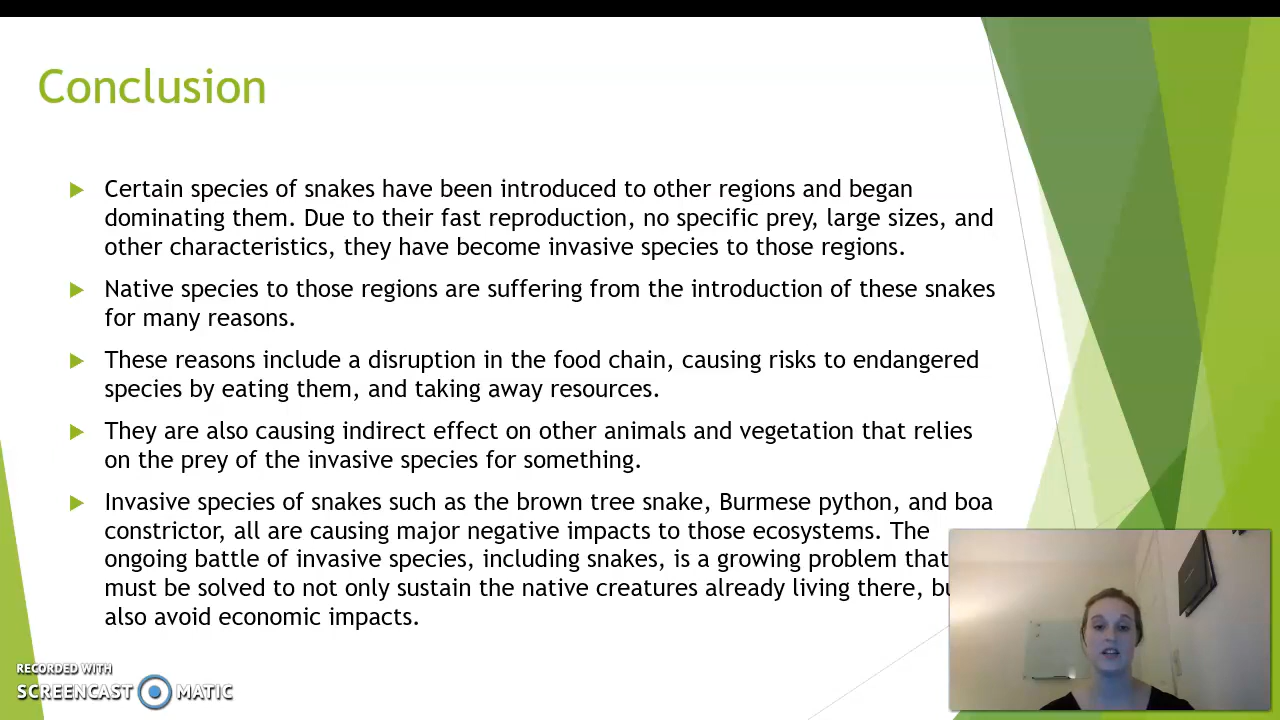 Conclusion
Certain species of snakes have been introduced to other regions and began
dominating them. Due to their fast reproduction, no specific prey, large sizes, and
other characteristics, they have become invasive species to those regions.
Native species to those regions are suffering from the introduction of these snakes
for many reasons.
These reasons include a disruption in the food chain, causing risks to endangered
species by eating them, and taking away resources.
They are also causing indirect effect on other animals and vegetation that relies
on the prey of the invasive species for something.
Invasive species of snakes such as the brown tree snake, Burmese python, and boa
constrictor, all are causing major negative impacts to those ecosystems. The
ongoing battle of invasive species, including snakes, is a growing problem that
must be solved to not only sustain the native creatures already living there,
also avoid economic impacts.
RECORDED WITH
SCREENCAST MATIC